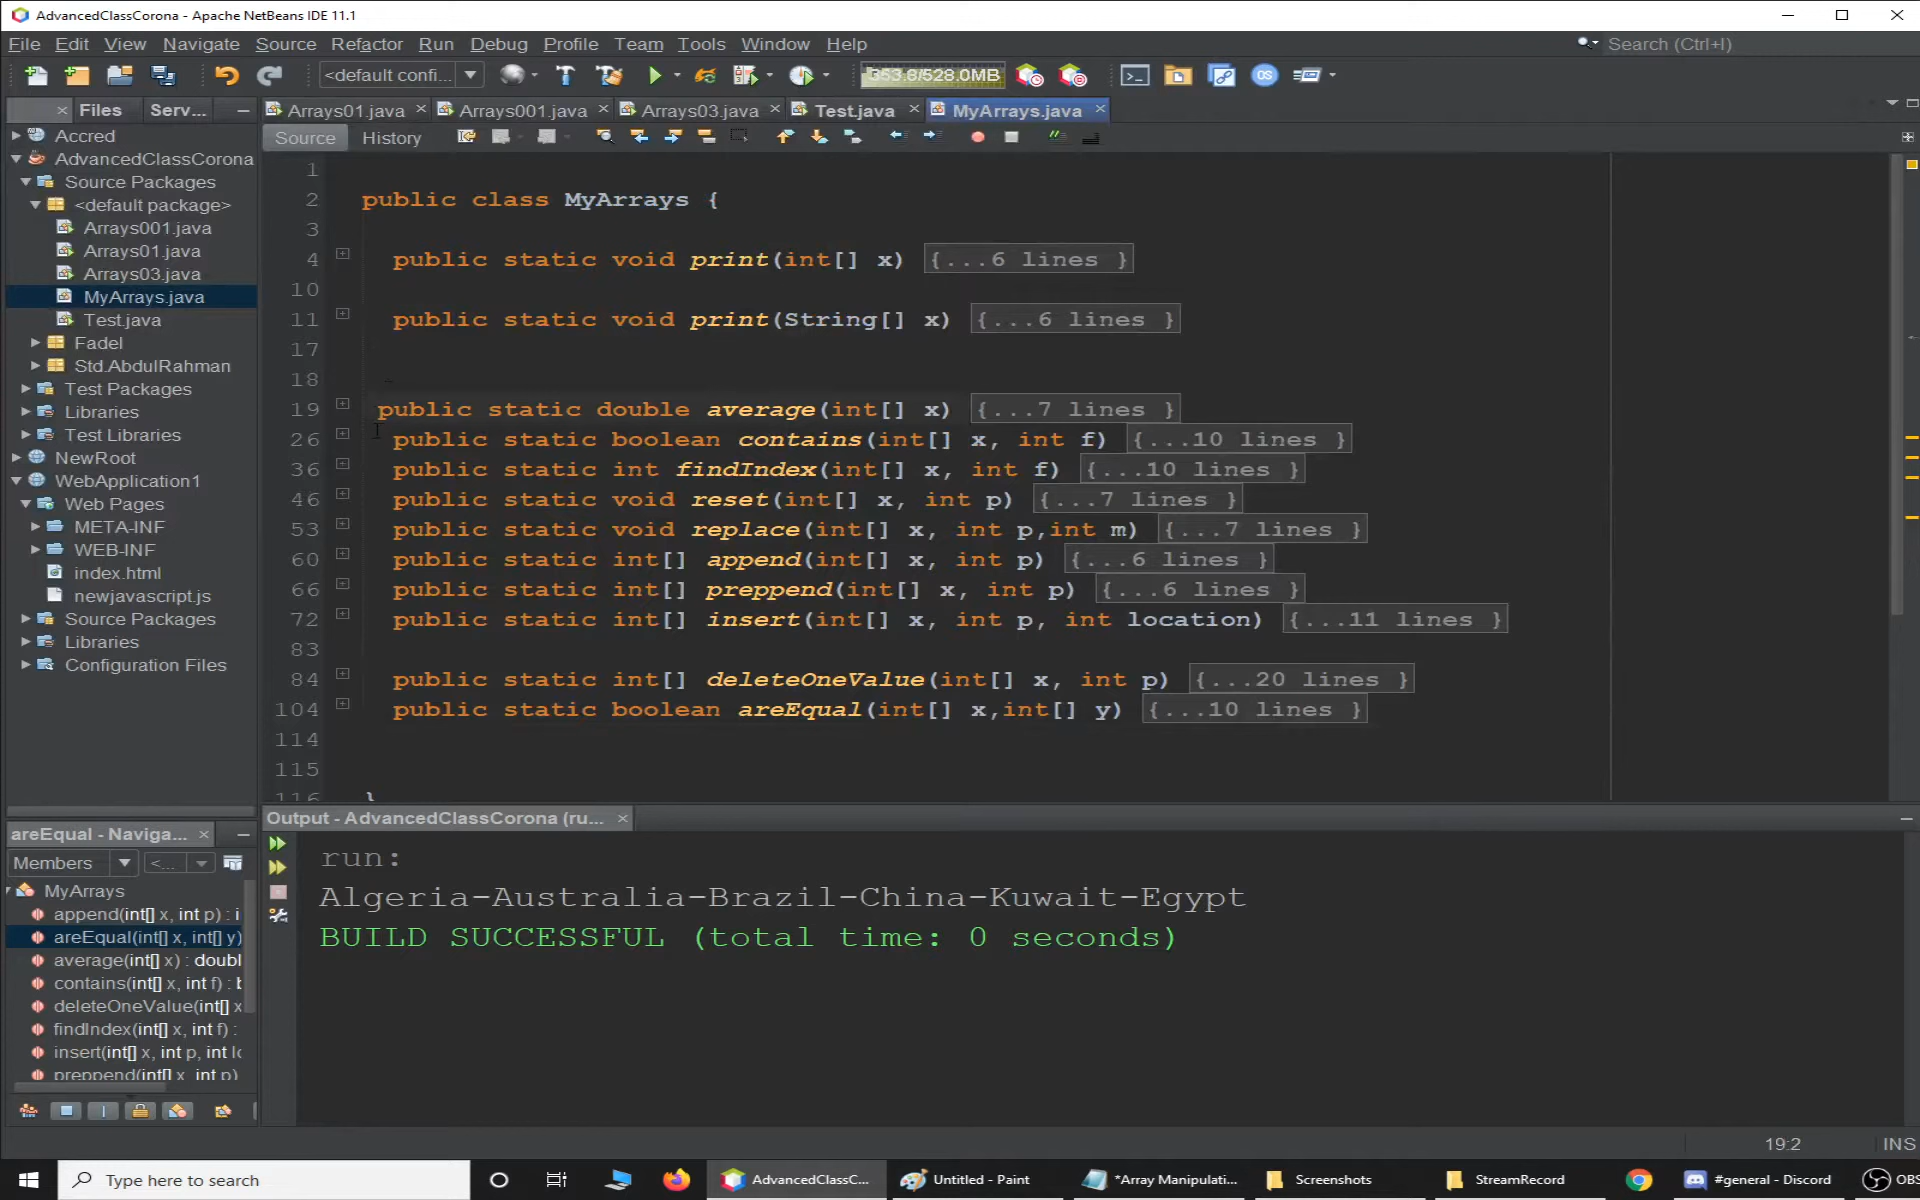 AdvancedClassCorona - Apache NetBeans IDE 11.1
File Edit View Navigate Source Refactor Run Debug Profile Team Tools Window Help
Search (Ctrl+I)
<default confi...
353.8/528.0MB
Files Serv...
Arrays01.java Arrays001.java Arrays03.java Test.java MyArrays.java
Source History
Accred
AdvancedClassCorona
Source Packages
<default package>
Arrays001.java
Arrays01.java
Arrays03.java
MyArrays.java
Test.java
Fadel
Std.AbdulRahman
Test Packages
Libraries
Test Libraries
NewRoot
WebApplication1
Web Pages
META-INF
WEB-INF
index.html
newjavascript.js
Source Packages
Libraries
Configuration Files
1
2 public class MyArrays {
3
4 public static void print(int[] x) {...6 lines }
10
11 public static void print(String[] x) {...6 lines }
17
18
19 public static double average(int[] x) {...7 lines }
26 public static boolean contains(int[] x, int f) {...10 lines }
36 public static int findIndex(int[] x, int f) {...10 lines }
46 public static void reset(int[] x, int p) {...7 lines }
53 public static void replace(int[] x, int p,int m) {...7 lines }
60 public static int[] append(int[] x, int p) {...6 lines }
66 public static int[] preppend(int[] x, int p) {...6 lines }
72 public static int[] insert(int[] x, int p, int location) {...11 lines }
83
84 public static int[] deleteOneValue(int[] x, int p) {...20 lines }
104 public static boolean areEqual(int[] x,int[] y) {...10 lines }
114
115
116 }
areEqual - Naviga...
Members <...
MyArrays
append(int[] x, int p) : i
areEqual(int[] x, int[] y)
average(int[] x) : doubl
contains(int[] x, int f) : b
deleteOneValue(int[] x
findIndex(int[] x, int f) :
insert(int[] x, int p, int lo
preppend(int[] x, int p)
Output - AdvancedClassCorona (ru...
run:
Algeria-Australia-Brazil-China-Kuwait-Egypt
BUILD SUCCESSFUL (total time: 0 seconds)
19:2 INS
Type here to search
AdvancedClassC...
Untitled - Paint
*Array Manipulati...
Screenshots
StreamRecord
#general - Discord
OBS